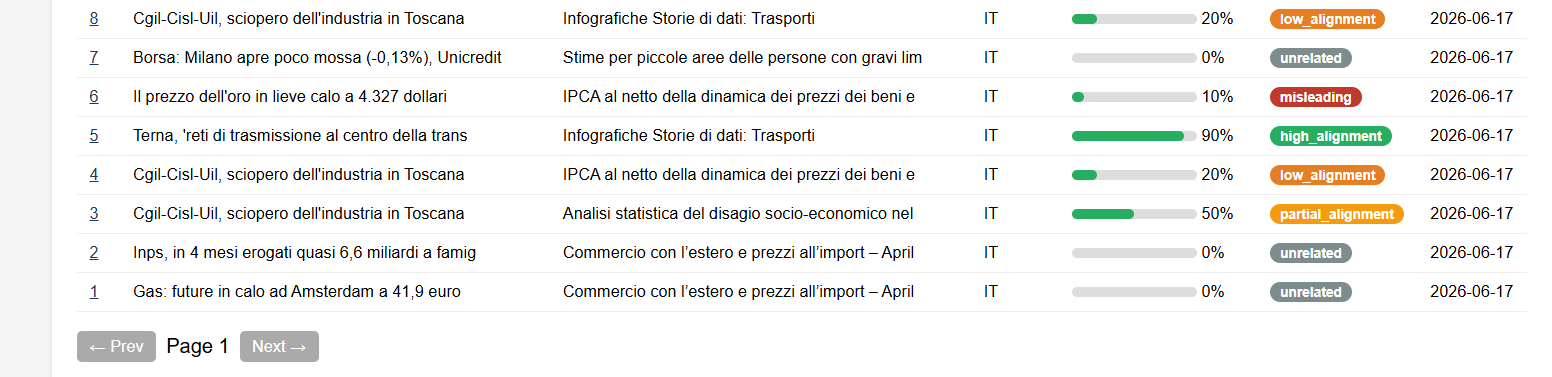 8 Cgil-Cisl-Uil, sciopero dell'industria in Toscana Infografiche Storie di dati: Trasporti IT 20% low_alignment 2026-06-17
7 Borsa: Milano apre poco mossa (-0,13%), Unicredit Stime per piccole aree delle persone con gravi lim IT 0% unrelated 2026-06-17
6 Il prezzo dell'oro in lieve calo a 4.327 dollari IPCA al netto della dinamica dei prezzi dei beni e IT 10% misleading 2026-06-17
5 Terna, 'reti di trasmissione al centro della trans Infografiche Storie di dati: Trasporti IT 90% high_alignment 2026-06-17
4 Cgil-Cisl-Uil, sciopero dell'industria in Toscana IPCA al netto della dinamica dei prezzi dei beni e IT 20% low_alignment 2026-06-17
3 Cgil-Cisl-Uil, sciopero dell'industria in Toscana Analisi statistica del disagio socio-economico nel IT 50% partial_alignment 2026-06-17
2 Inps, in 4 mesi erogati quasi 6,6 miliardi a famig Commercio con l’estero e prezzi all’import – April IT 0% unrelated 2026-06-17
1 Gas: future in calo ad Amsterdam a 41,9 euro Commercio con l’estero e prezzi all’import – April IT 0% unrelated 2026-06-17
← Prev Page 1 Next →